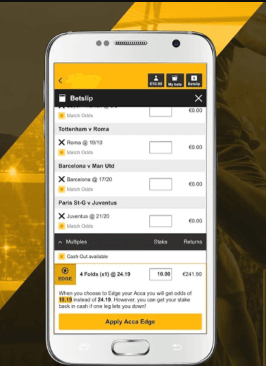 €10.00 My bets Betslip
Betslip
€0.00
Match Odds
Tottenham v Roma
Roma @ 19/10
€0.00
Match Odds
Barcelona v Man Utd
Barcelona @ 17/20
€0.00
Match Odds
Paris St-G v Juventus
Juventus @ 21/20
€0.00
Match Odds
Multiples Stake Returns
Cash Out available
EDGE 4 Folds (x1) @ 24.19 10.00 €241.90
When you choose to Edge your Acca you will get odds of
19.19 instead of 24.19. However, you can get your stake
back in cash if one leg lets you down!
Apply Acca Edge